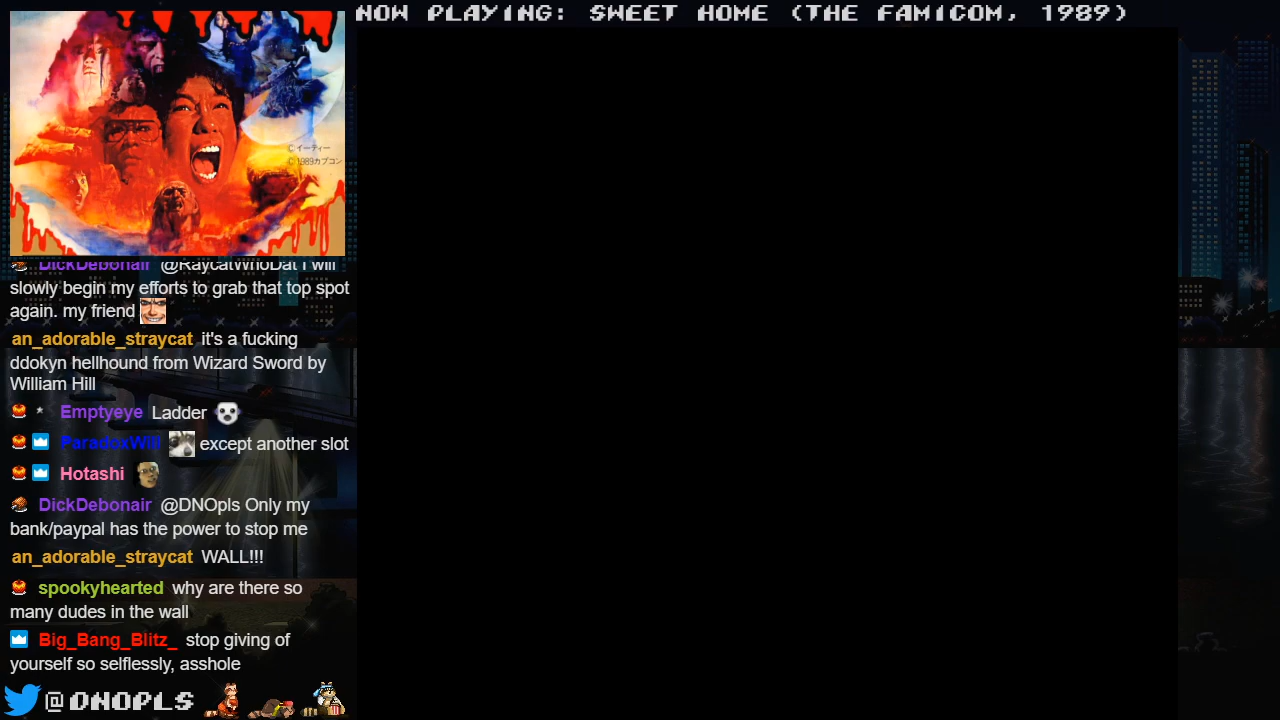 NOW PLAYING: SWEET HOME (THE FAMICOM, 1989)
© イーティー
© 1989カプコン
DickDebonair @RaycatWhoDat I will
slowly begin my efforts to grab that top spot
again. my friend
an_adorable_straycat it's a fucking
ddokyn hellhound from Wizard Sword by
William Hill
Emptyeye Ladder
ParadoxWill except another slot
Hotashi
DickDebonair @DNOpls Only my
bank/paypal has the power to stop me
an_adorable_straycat WALL!!!
spookyhearted why are there so
many dudes in the wall
Big_Bang_Blitz_ stop giving of
yourself so selflessly, asshole
@DNOPLS